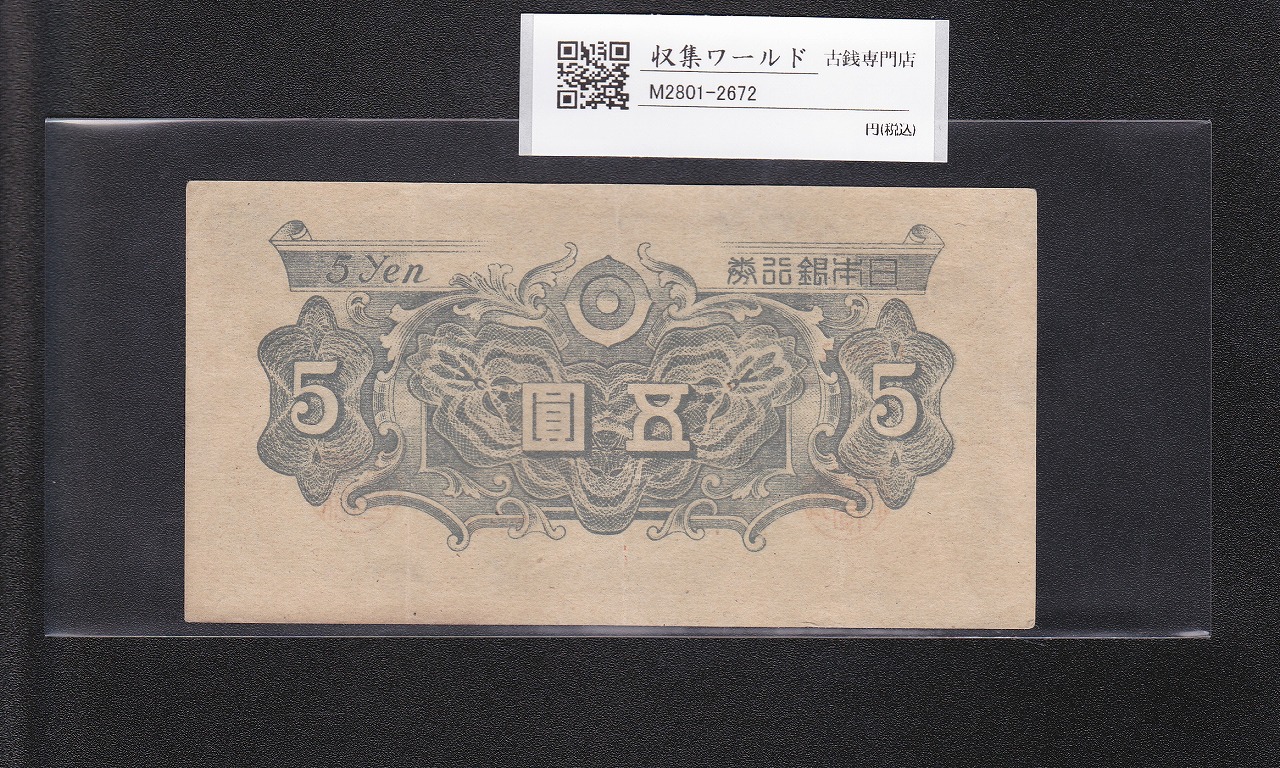 収集ワールド 古銭専門店
M2801-2672
円(税込)
5 Yen
券行銀本日
5
圓五
5